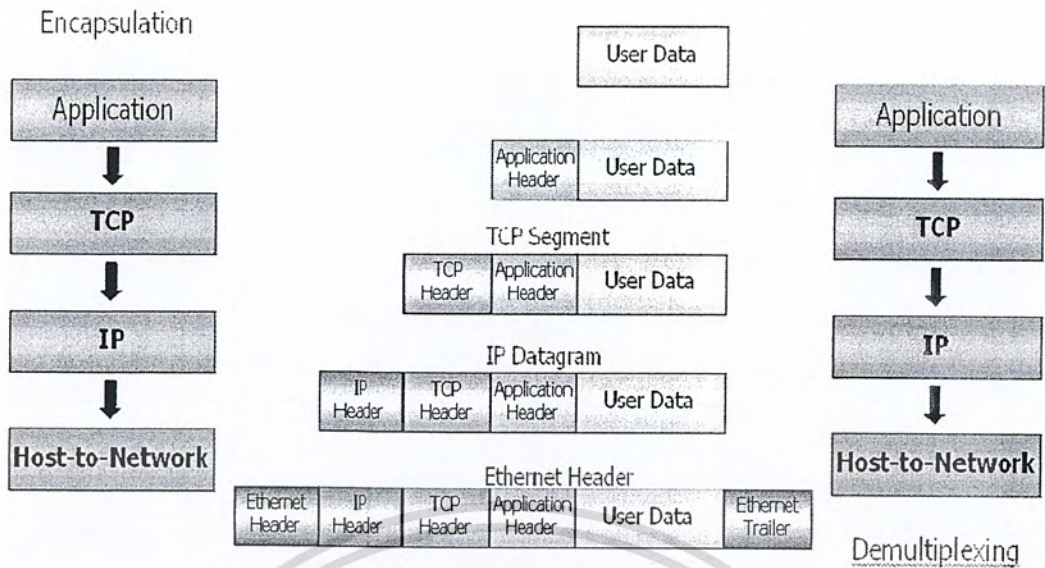 Encapsulation
User Data
Application
Application
Application
Header
User Data
TCP
TCP
TCP Segment
TCP
Header
Application
Header
User Data
IP
IP
IP Datagram
IP
Header
TCP
Header
Application
Header
User Data
Host-to-Network
Host-to-Network
Ethernet Header
Ethernet
Header
IP
Header
TCP
Header
Application
Header
User Data
Ethernet
Trailer
Demultiplexing